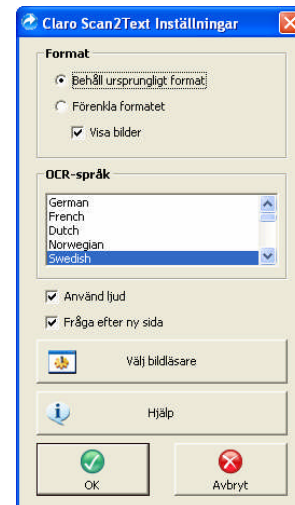 Claro Scan2Text Inställningar
Format
Behåll ursprungligt format
Förenkla formatet
Visa bilder
OCR-språk
German
French
Dutch
Norwegian
Swedish
Använd ljud
Fråga efter ny sida
Välj bildläsare
Hjälp
OK
Avbryt